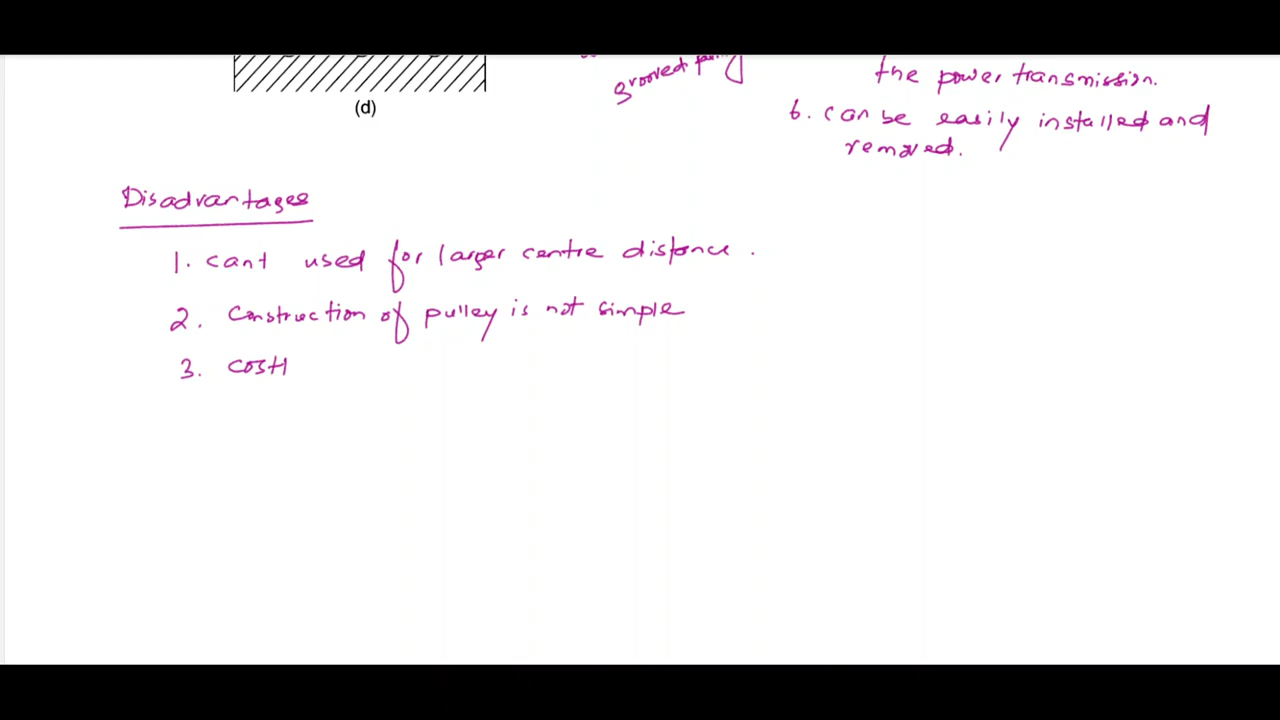 (d)
grooved
the power transmission.
6. can be easily installed and
removed.
Disadvantages
1. cant used for larger centre distance.
2. Construction of pulley is not simple
3. cost